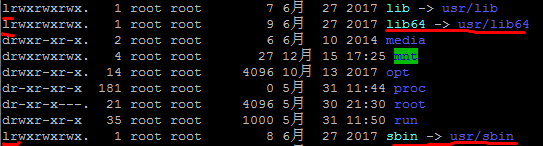 lrwxrwxrwx.   1 root root       7 6月  27 2017 lib -> usr/lib
lrwxrwxrwx.   1 root root       9 6月  27 2017 lib64 -> usr/lib64
drwxr-xr-x.   2 root root       6 6月  10 2014 media
drwxrwxrwx.   4 root root      27 12月 15 17:25 mnt
drwxr-xr-x.  14 root root    4096 10月 13 2017 opt
dr-xr-xr-x  181 root root       0 5月  31 11:44 proc
dr-xr-x---.  21 root root    4096 5月  30 21:30 root
drwxr-xr-x   35 root root    1000 5月  31 11:50 run
lrwxrwxrwx.   1 root root       8 6月  27 2017 sbin -> usr/sbin